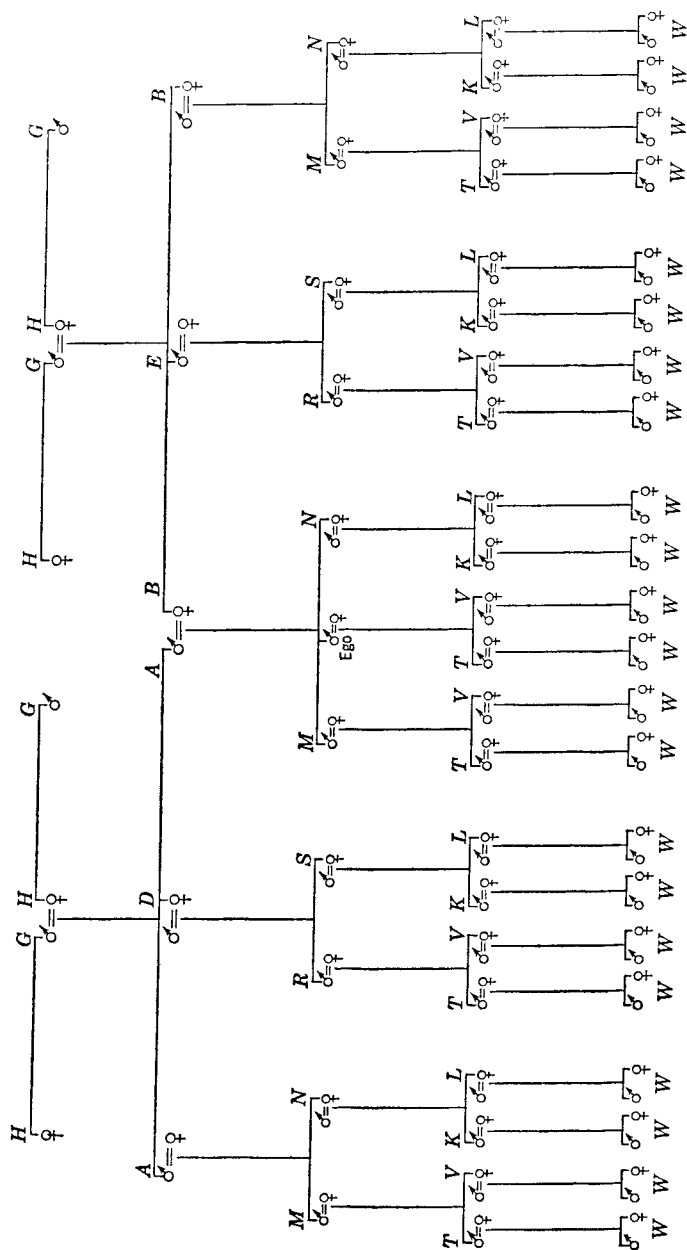 H G H G H G H G
A D A B E B
M N R S M N R S M N
Ego
T V K L T V K L T V T V K L T V K L T V K L
W W W W W W W W W W W W W W W W W W W W W W